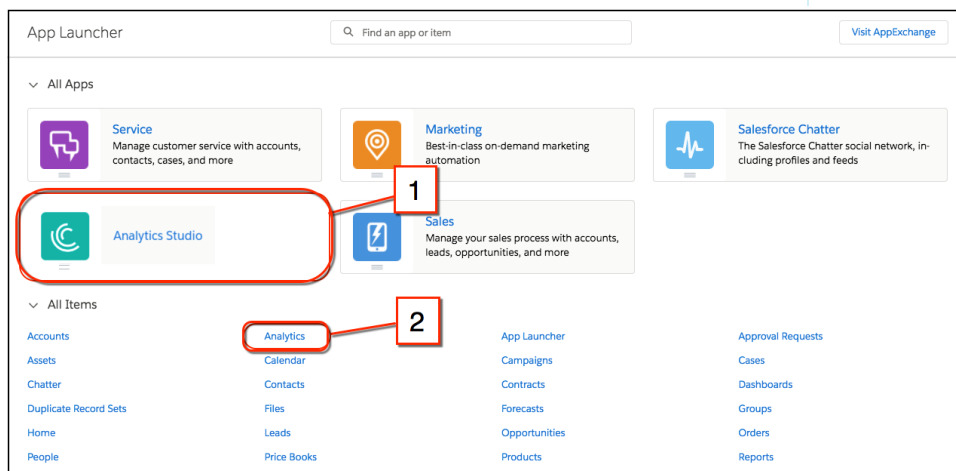 App Launcher
Find an app or item
Visit AppExchange
All Apps
Service
Manage customer service with accounts,
contacts, cases, and more
Marketing
Best-in-class on-demand marketing
automation
Salesforce Chatter
The Salesforce Chatter social network, in-
cluding profiles and feeds
1
Analytics Studio
Sales
Manage your sales process with accounts,
leads, opportunities, and more
All Items
2
Accounts
Analytics
App Launcher
Approval Requests
Assets
Calendar
Campaigns
Cases
Chatter
Contacts
Contracts
Dashboards
Duplicate Record Sets
Files
Forecasts
Groups
Home
Leads
Opportunities
Orders
People
Price Books
Products
Reports